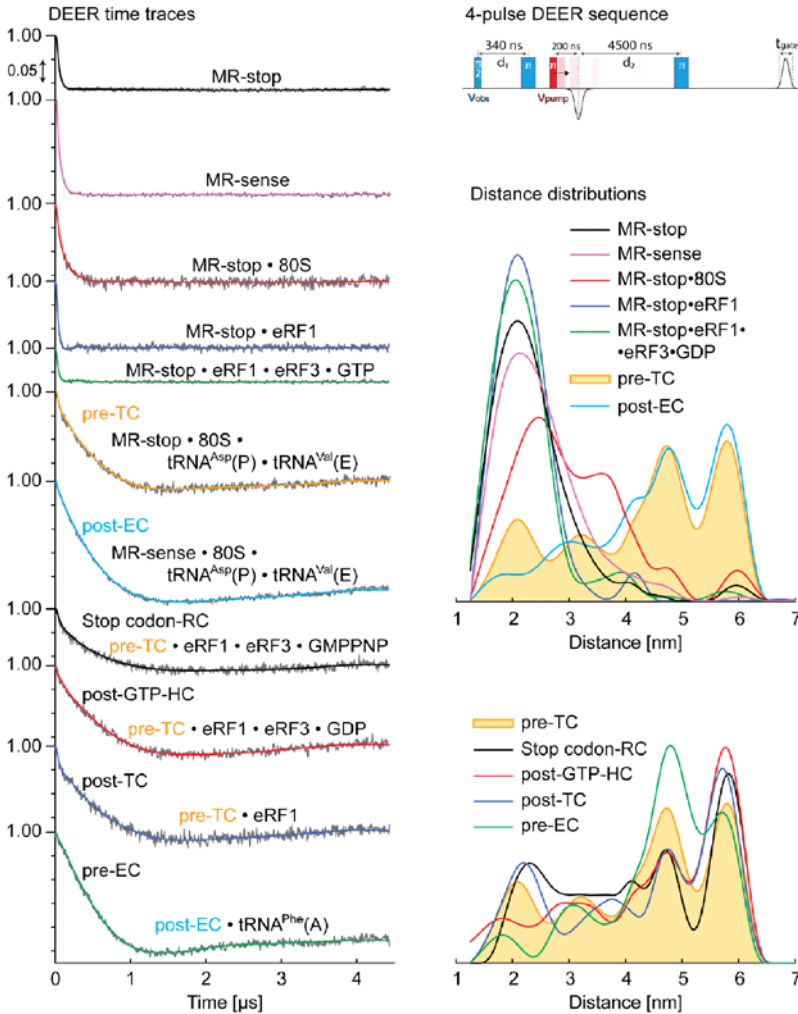 DEER time traces
1.00
0.05
MR-stop
1.00
MR-sense
1.00
MR-stop • 80S
1.00
MR-stop • eRF1
1.00
MR-stop • eRF1 • eRF3 • GTP
1.00
pre-TC
MR-stop • 80S •
tRNAAsp(P) • tRNAVal(E)
1.00
post-EC
MR-sense • 80S •
tRNAAsp(P) • tRNAVal(E)
1.00
Stop codon-RC
pre-TC • eRF1 • eRF3 • GMPPNP
1.00
post-GTP-HC
pre-TC • eRF1 • eRF3 • GDP
1.00
post-TC
pre-TC • eRF1
1.00
pre-EC
post-EC • tRNAPhe(A)
0 1 2 3 4
Time [µs]
4-pulse DEER sequence
340 ns
200 ns
4500 ns
tgate
π
2
d1
π
π
d2
π
Vobs
Vpump
Distance distributions
MR-stop
MR-sense
MR-stop•80S
MR-stop•eRF1
MR-stop•eRF1•
•eRF3•GDP
pre-TC
post-EC
1 2 3 4 5 6 7
Distance [nm]
pre-TC
Stop codon-RC
post-GTP-HC
post-TC
pre-EC
1 2 3 4 5 6 7
Distance [nm]